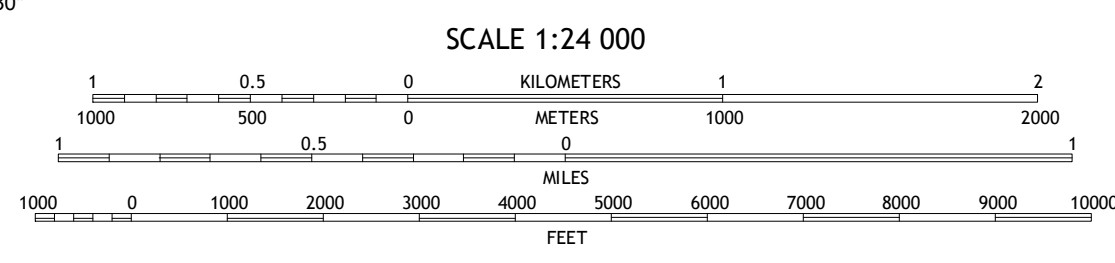 SCALE 1:24 000
1 0.5 0 KILOMETERS 1 2
1000 500 0 METERS 1000 2000
1 0.5 0 1
MILES
1000 0 1000 2000 3000 4000 5000 6000 7000 8000 9000 10000
FEET